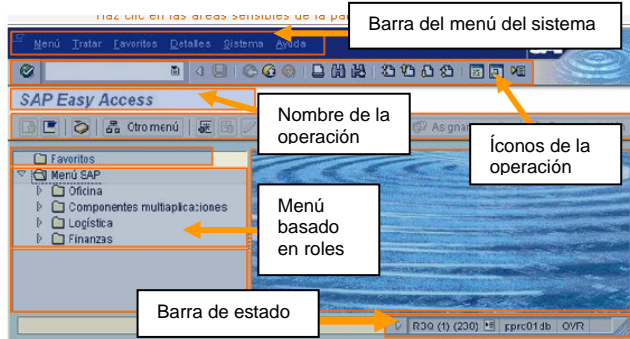 Haz clic en las áreas sensibles de la pa
Barra del menú del sistema
Menú Tratar Favoritos Detalles Sistema Ayuda
SAP Easy Access
Nombre de la
operación
Íconos de la
operación
Otro menú
Asignar
Favoritos
Menú SAP
Oficina
Componentes multiaplicaciones
Logística
Finanzas
Menú
basado
en roles
Barra de estado
R3Q (1) (230) pprc01db OVR